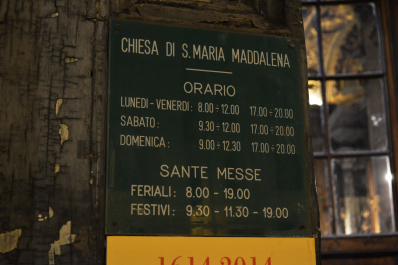 CHIESA DI S. MARIA MADDALENA
ORARIO
LUNEDI - VENERDI: 8.00÷12.00 17.00÷20.00
SABATO: 9.30÷12.00 17.00÷20.00
DOMENICA: 9.00÷12.30 17.00÷20.00
SANTE MESSE
FERIALI: 8.00 - 19.00
FESTIVI: 9.30 - 11.30 - 19.00
1614 2014